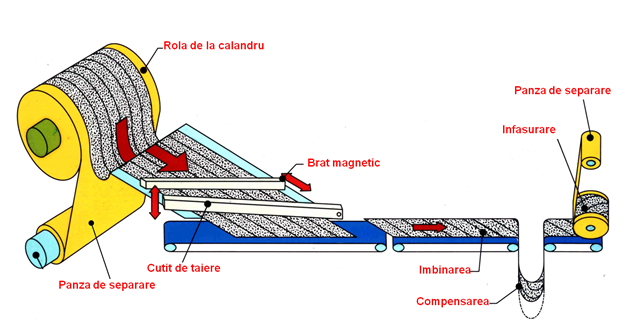 Rola de la calandru
Panza de separare
Infasurare
Brat magnetic
Cutit de taiere
Imbinarea
Panza de separare
Compensarea